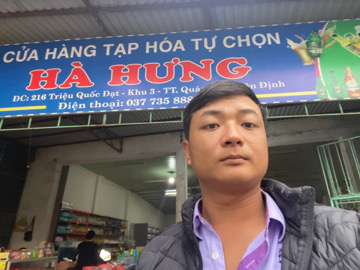 CỬA HÀNG TẠP HÓA TỰ CHỌN
HÀ HƯNG
ĐC: 216 Triệu Quốc Đạt - Khu 3 - TT. Định
Điện thoại: 037 735